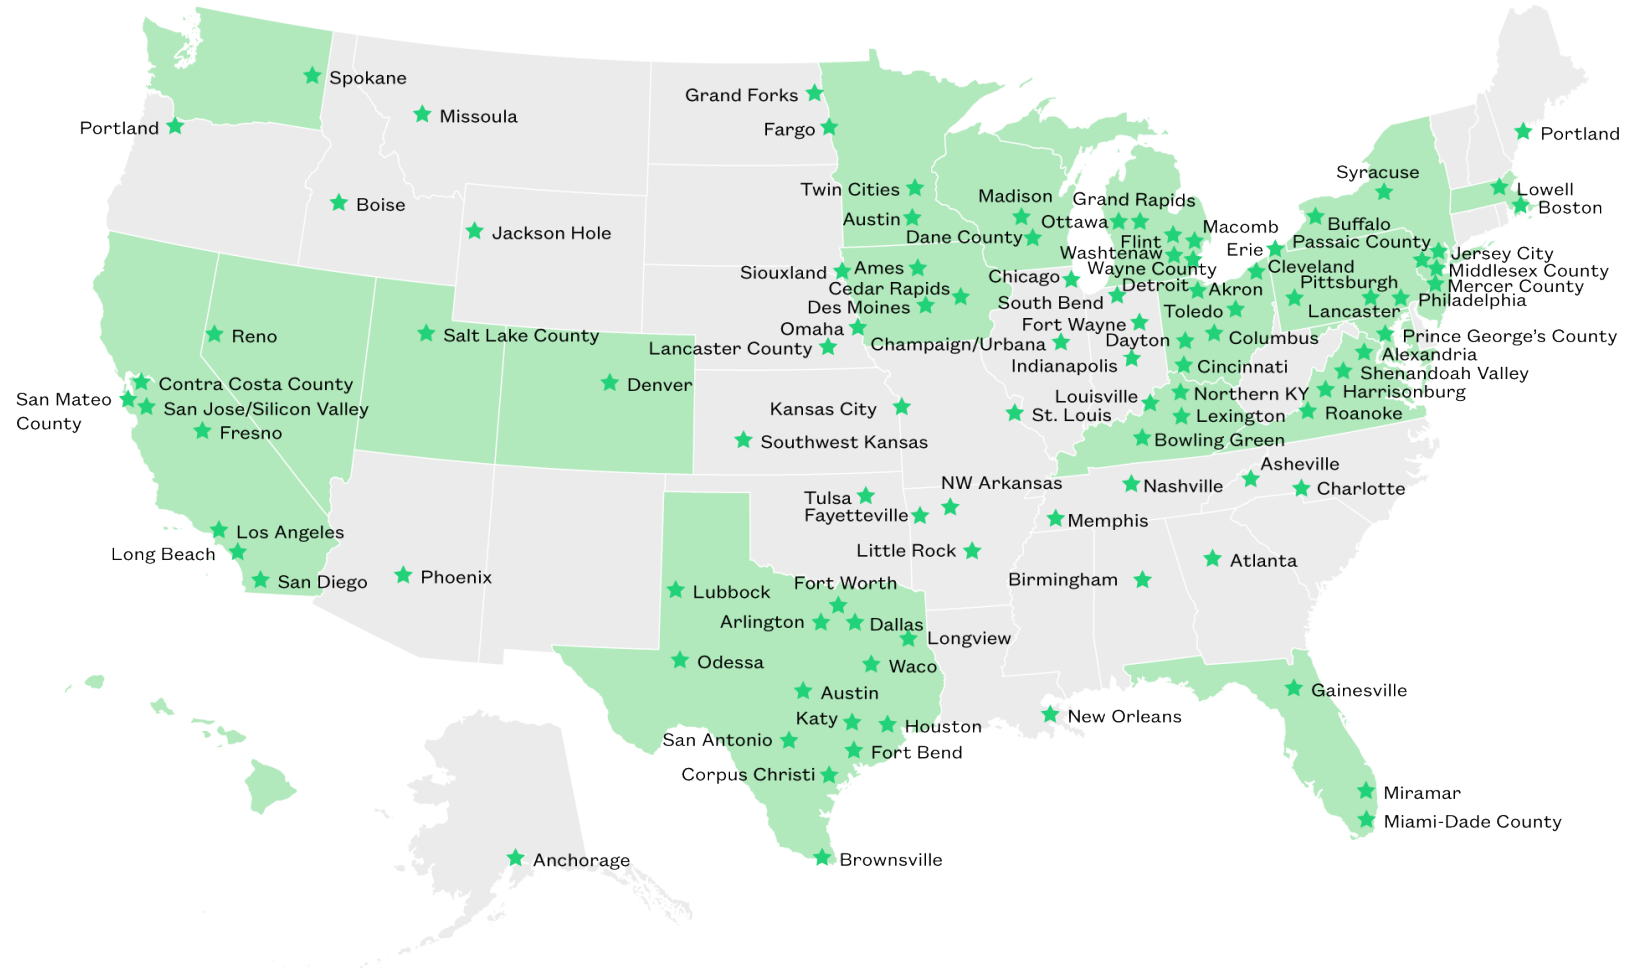 Spokane
Missoula
Portland
Boise
Jackson Hole
Grand Forks
Fargo
Twin Cities
Austin
Madison
Dane County
Ottawa
Grand Rapids
Flint
Macomb
Washtenaw
Wayne County
Detroit
Syracuse
Buffalo
Erie
Passaic County
Portland
Lowell
Boston
Jersey City
Middlesex County
Mercer County
Philadelphia
Pittsburgh
Lancaster
Cleveland
Akron
Toledo
Columbus
Dayton
Cincinnati
Siouxland
Ames
Cedar Rapids
Des Moines
Omaha
Lancaster County
Chicago
South Bend
Fort Wayne
Champaign/Urbana
Indianapolis
Reno
Salt Lake County
Denver
Contra Costa County
San Mateo
County
San Jose/Silicon Valley
Fresno
Kansas City
Southwest Kansas
St. Louis
Louisville
Northern KY
Lexington
Bowling Green
Prince George's County
Alexandria
Shenandoah Valley
Harrisonburg
Roanoke
Asheville
Charlotte
Nashville
Memphis
NW Arkansas
Tulsa
Fayetteville
Little Rock
Los Angeles
Long Beach
San Diego
Phoenix
Lubbock
Fort Worth
Arlington
Dallas
Longview
Odessa
Waco
Austin
Katy
Houston
San Antonio
Fort Bend
Corpus Christi
Brownsville
Birmingham
Atlanta
New Orleans
Gainesville
Miramar
Miami-Dade County
Anchorage